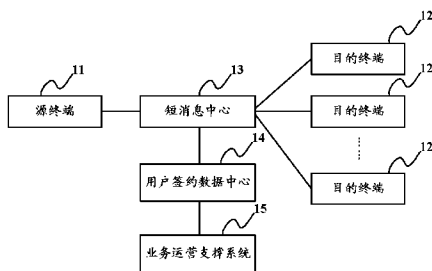 11
源终端
13
短消息中心
12
目的终端
12
目的终端
12
目的终端
14
用户签约数据中心
15
业务运营支撑系统